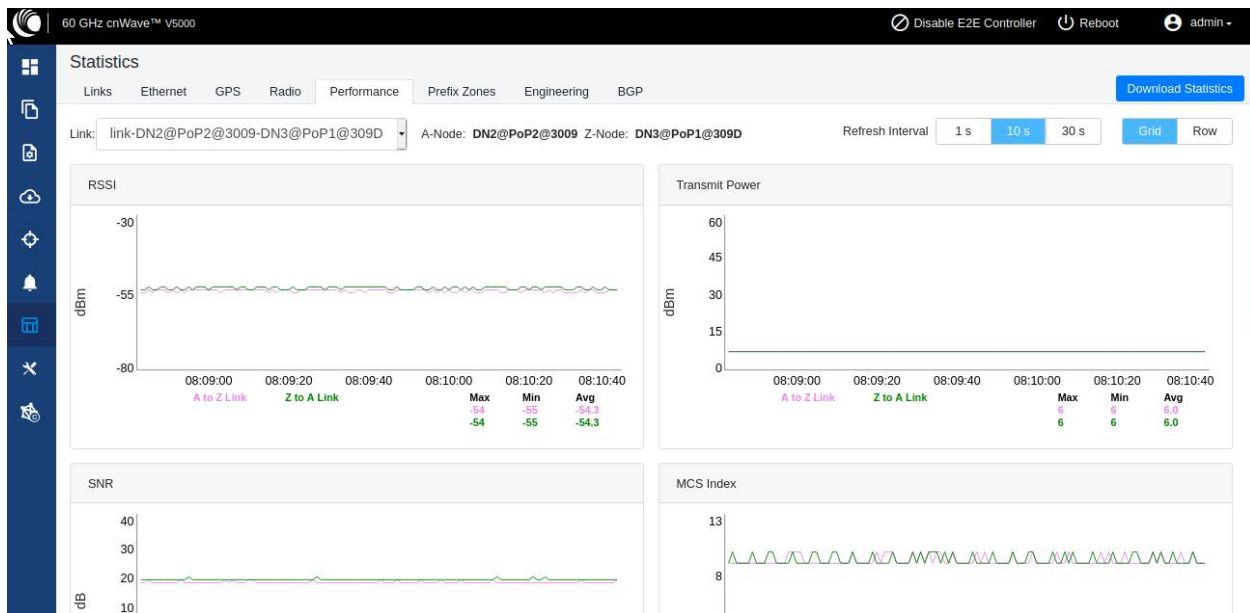 60 GHz cnWave™ V5000 Disable E2E Controller Reboot admin
Statistics
Links Ethernet GPS Radio Performance Prefix Zones Engineering BGP Download Statistics
Link: link-DN2@PoP2@3009-DN3@PoP1@309D A-Node: DN2@PoP2@3009 Z-Node: DN3@PoP1@309D Refresh Interval 1 s 10 s 30 s Grid Row
RSSI
-30
-55
-80
dBm
08:09:00 08:09:20 08:09:40 08:10:00 08:10:20 08:10:40
A to Z Link Z to A Link Max Min Avg
-54 -55 -54.3
-54 -55 -54.3
Transmit Power
60
45
30
15
0
dBm
08:09:00 08:09:20 08:09:40 08:10:00 08:10:20 08:10:40
A to Z Link Z to A Link Max Min Avg
6 6 6.0
6 6 6.0
SNR
40
30
20
10
dB
MCS Index
13
8